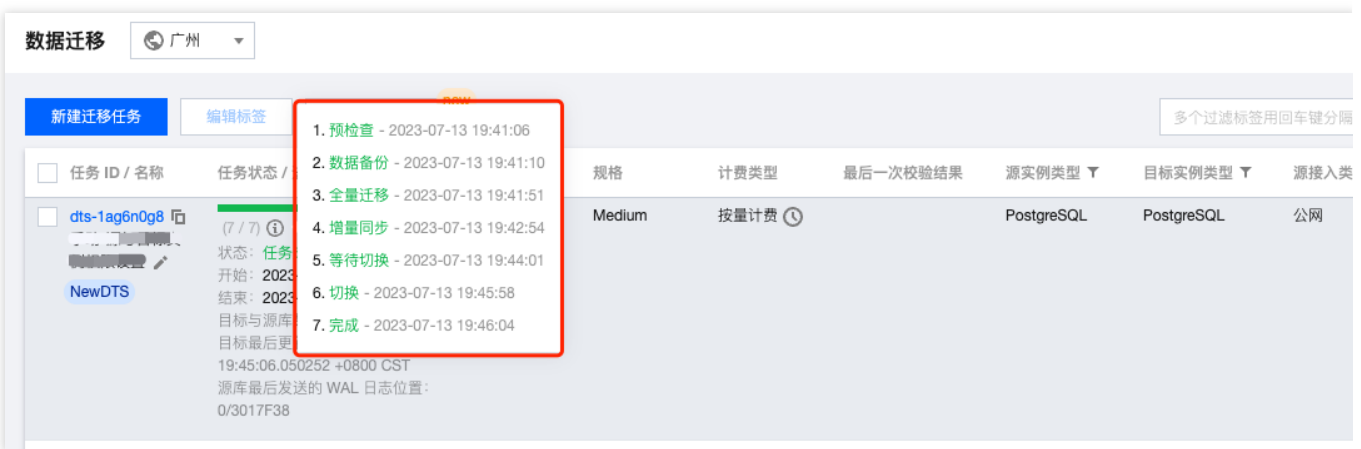 数据迁移
广州
新建迁移任务
编辑标签
多个过滤标签用回车键分隔
1. 预检查 - 2023-07-13 19:41:06
2. 数据备份 - 2023-07-13 19:41:10
3. 全量迁移 - 2023-07-13 19:41:51
4. 增量同步 - 2023-07-13 19:42:54
5. 等待切换 - 2023-07-13 19:44:01
6. 切换 - 2023-07-13 19:45:58
7. 完成 - 2023-07-13 19:46:04
任务 ID / 名称
任务状态 /
规格
计费类型
最后一次校验结果
源实例类型
目标实例类型
源接入类
dts-1ag6n0g8
NewDTS
(7 / 7)
状态：任务
开始：2023
结束：2023
目标与源库
目标最后更
19:45:06.050252 +0800 CST
源库最后发送的 WAL 日志位置：
0/3017F38
Medium
按量计费
PostgreSQL
PostgreSQL
公网